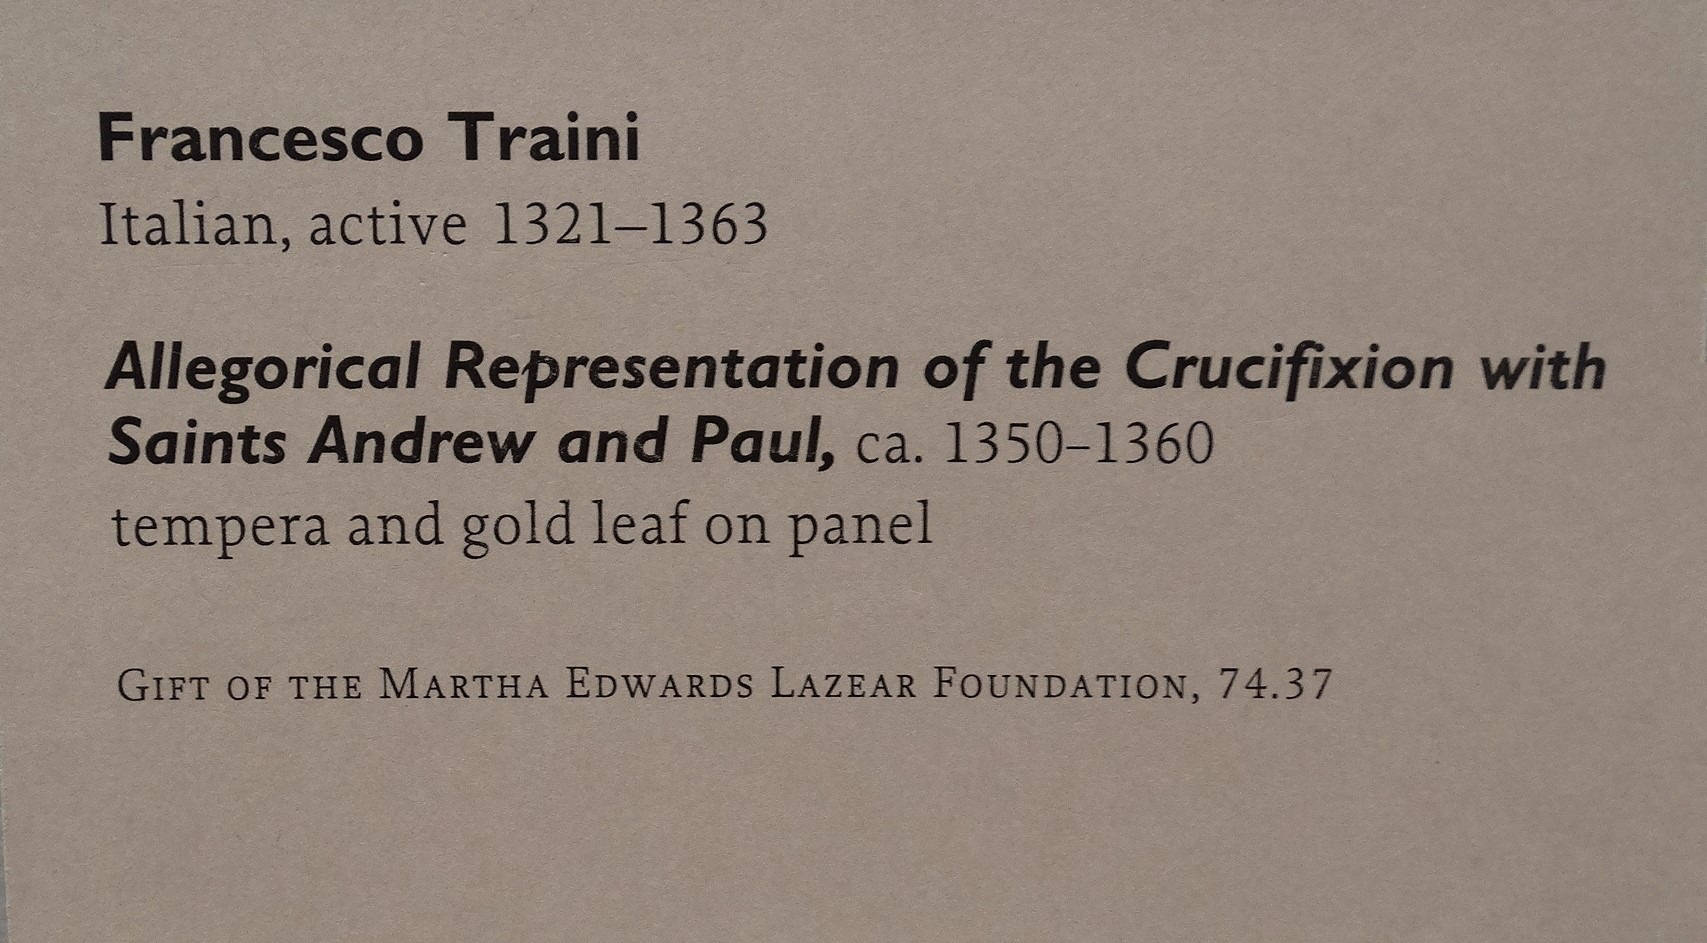 Francesco Traini
Italian, active 1321–1363
Allegorical Representation of the Crucifixion with
Saints Andrew and Paul, ca. 1350–1360
tempera and gold leaf on panel
Gift of the Martha Edwards Lazear Foundation, 74.37